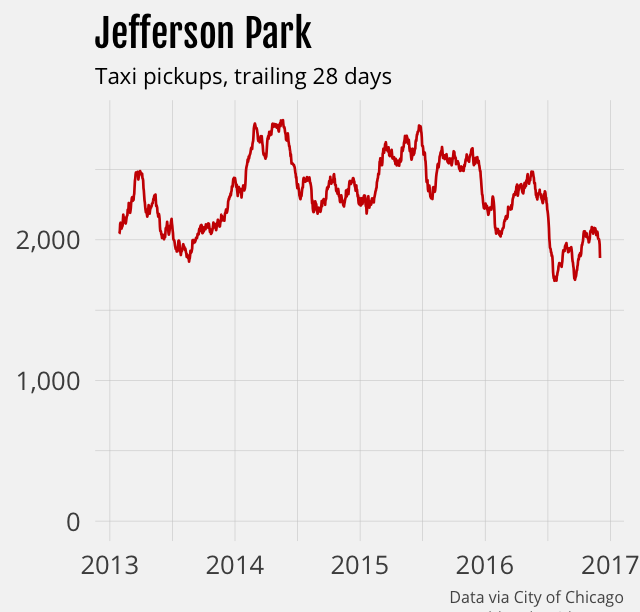 Jefferson Park
Taxi pickups, trailing 28 days
2,000
1,000
0
2013 2014 2015 2016 2017
Data via City of Chicago